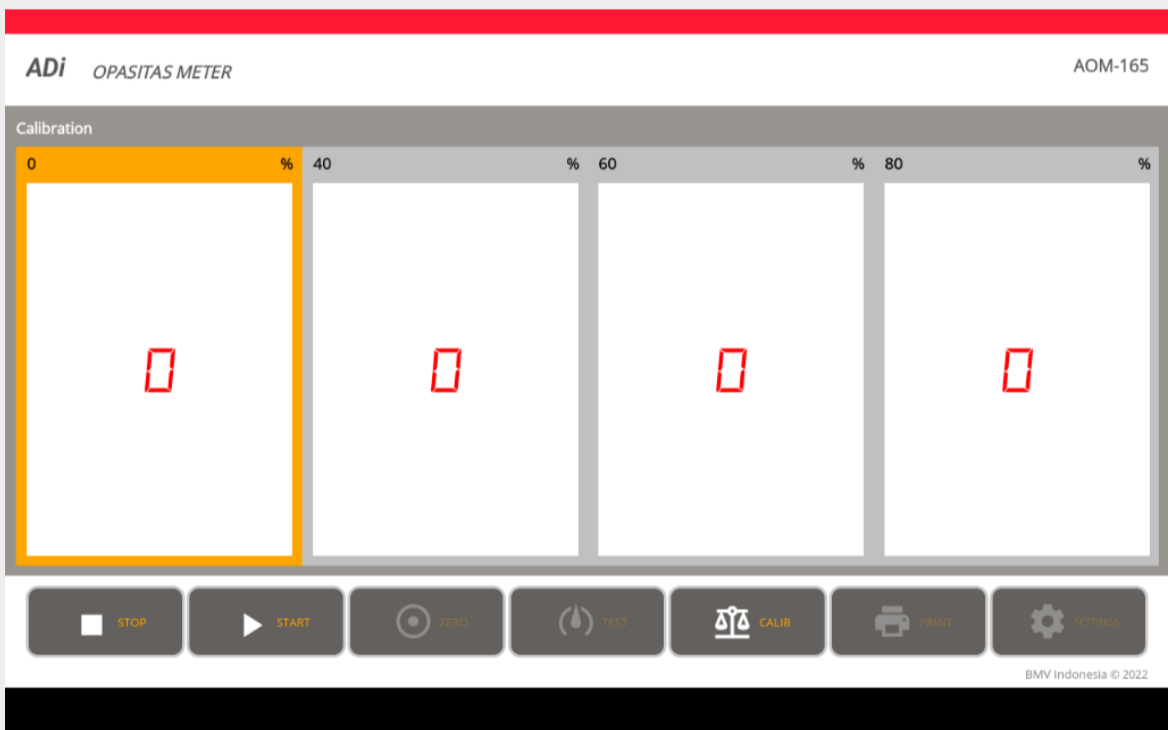 ADi OPASITAS METER AOM-165
Calibration
0 % 40 % 60 % 80 %
0 0 0 0
STOP START ZERO TEST CALIB PRINT SETTINGS
BMV Indonesia © 2022